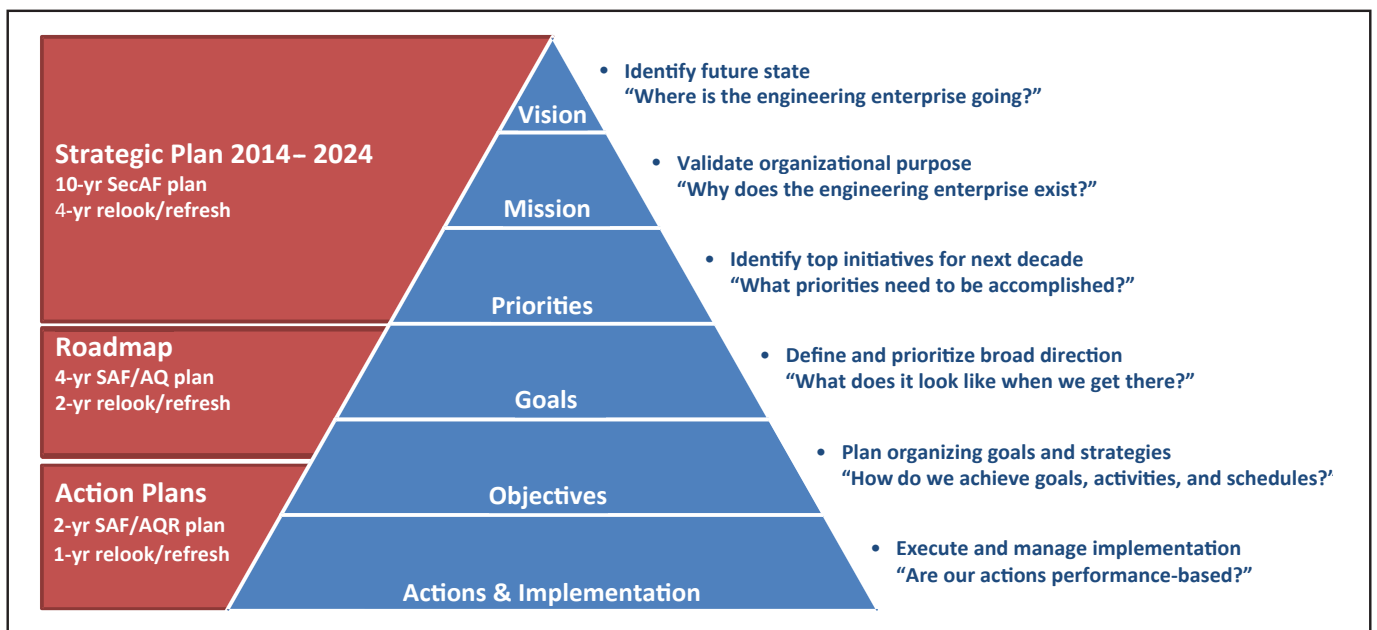 Strategic Plan 2014– 2024
10-yr SecAF plan
4-yr relook/refresh
Roadmap
4-yr SAF/AQ plan
2-yr relook/refresh
Action Plans
2-yr SAF/AQR plan
1-yr relook/refresh
Vision
Mission
Priorities
Goals
Objectives
Actions & Implementation
• Identify future state
“Where is the engineering enterprise going?”
• Validate organizational purpose
“Why does the engineering enterprise exist?”
• Identify top initiatives for next decade
“What priorities need to be accomplished?”
• Define and prioritize broad direction
“What does it look like when we get there?”
• Plan organizing goals and strategies
“How do we achieve goals, activities, and schedules?’
• Execute and manage implementation
“Are our actions performance-based?”